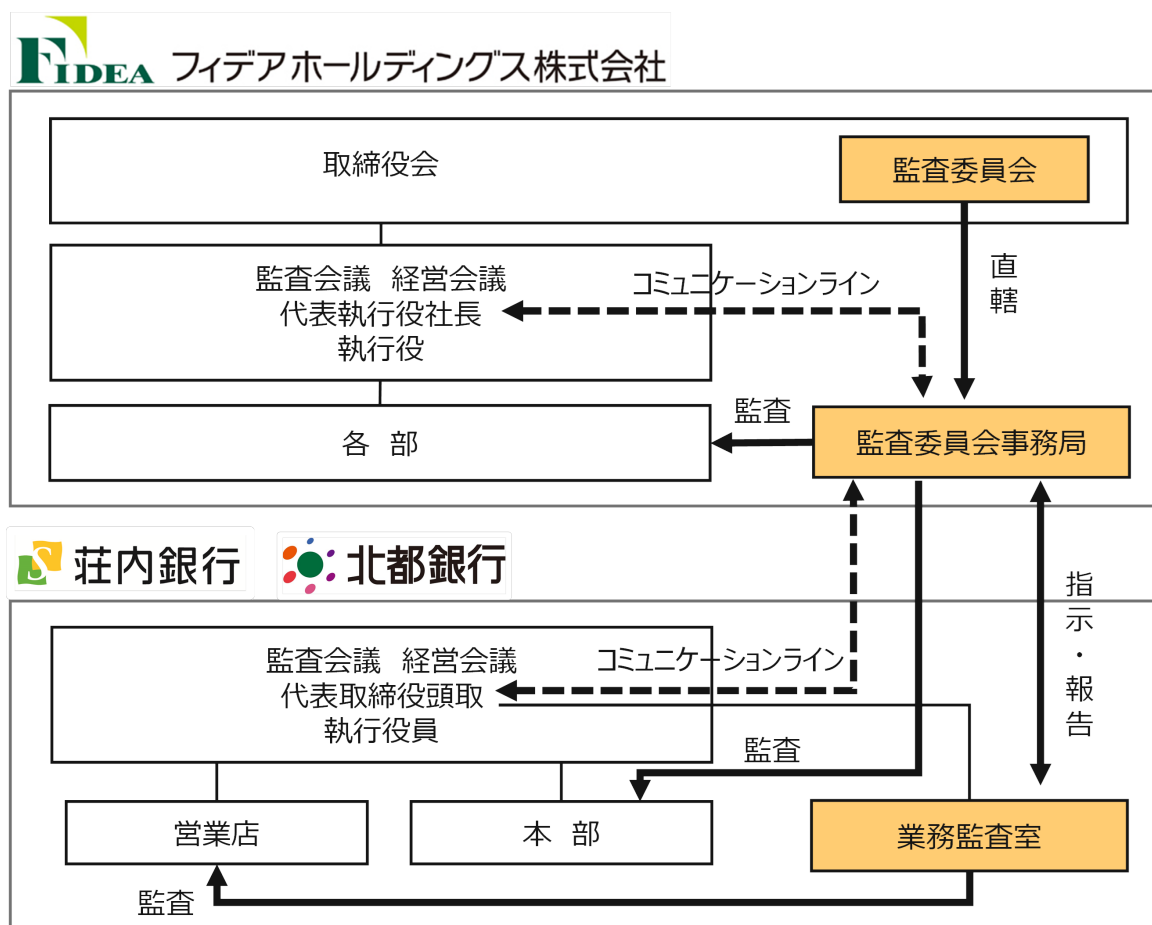 FIDEA フィデアホールディングス株式会社
取締役会
監査委員会
直轄
監査会議 経営会議
代表執行役社長
執行役
コミュニケーションライン
各 部
監査
監査委員会事務局
荘内銀行
北都銀行
指示・報告
監査会議 経営会議
代表取締役頭取
執行役員
コミュニケーションライン
監査
営業店
本 部
業務監査室
監査